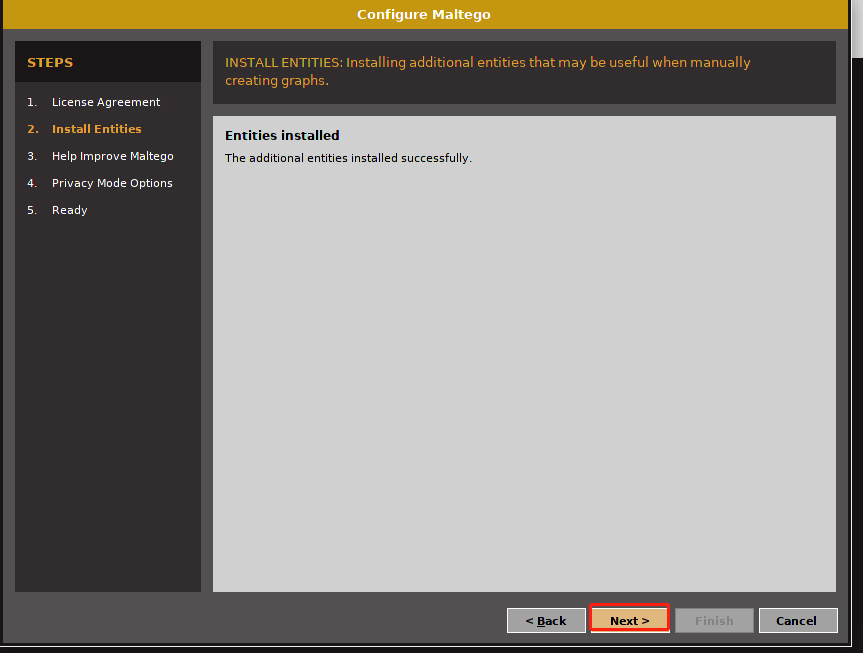 Configure Maltego
STEPS
1. License Agreement
2. Install Entities
3. Help Improve Maltego
4. Privacy Mode Options
5. Ready
INSTALL ENTITIES: Installing additional entities that may be useful when manually
creating graphs.
Entities installed
The additional entities installed successfully.
< Back
Next >
Finish
Cancel